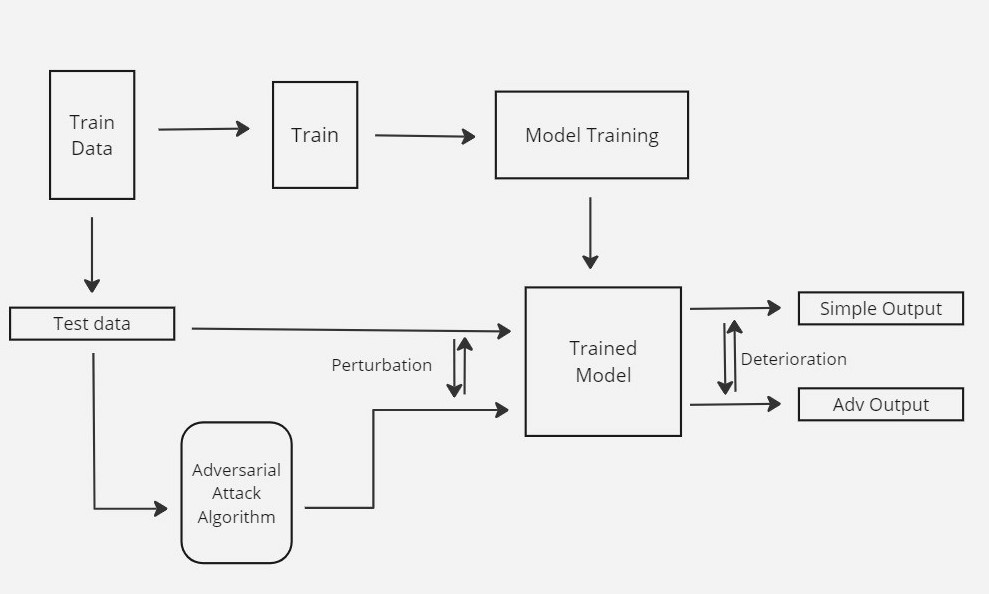 Train
Data
Train
Model Training
Test data
Perturbation
Trained
Model
Simple Output
Deterioration
Adv Output
Adversarial
Attack
Algorithm